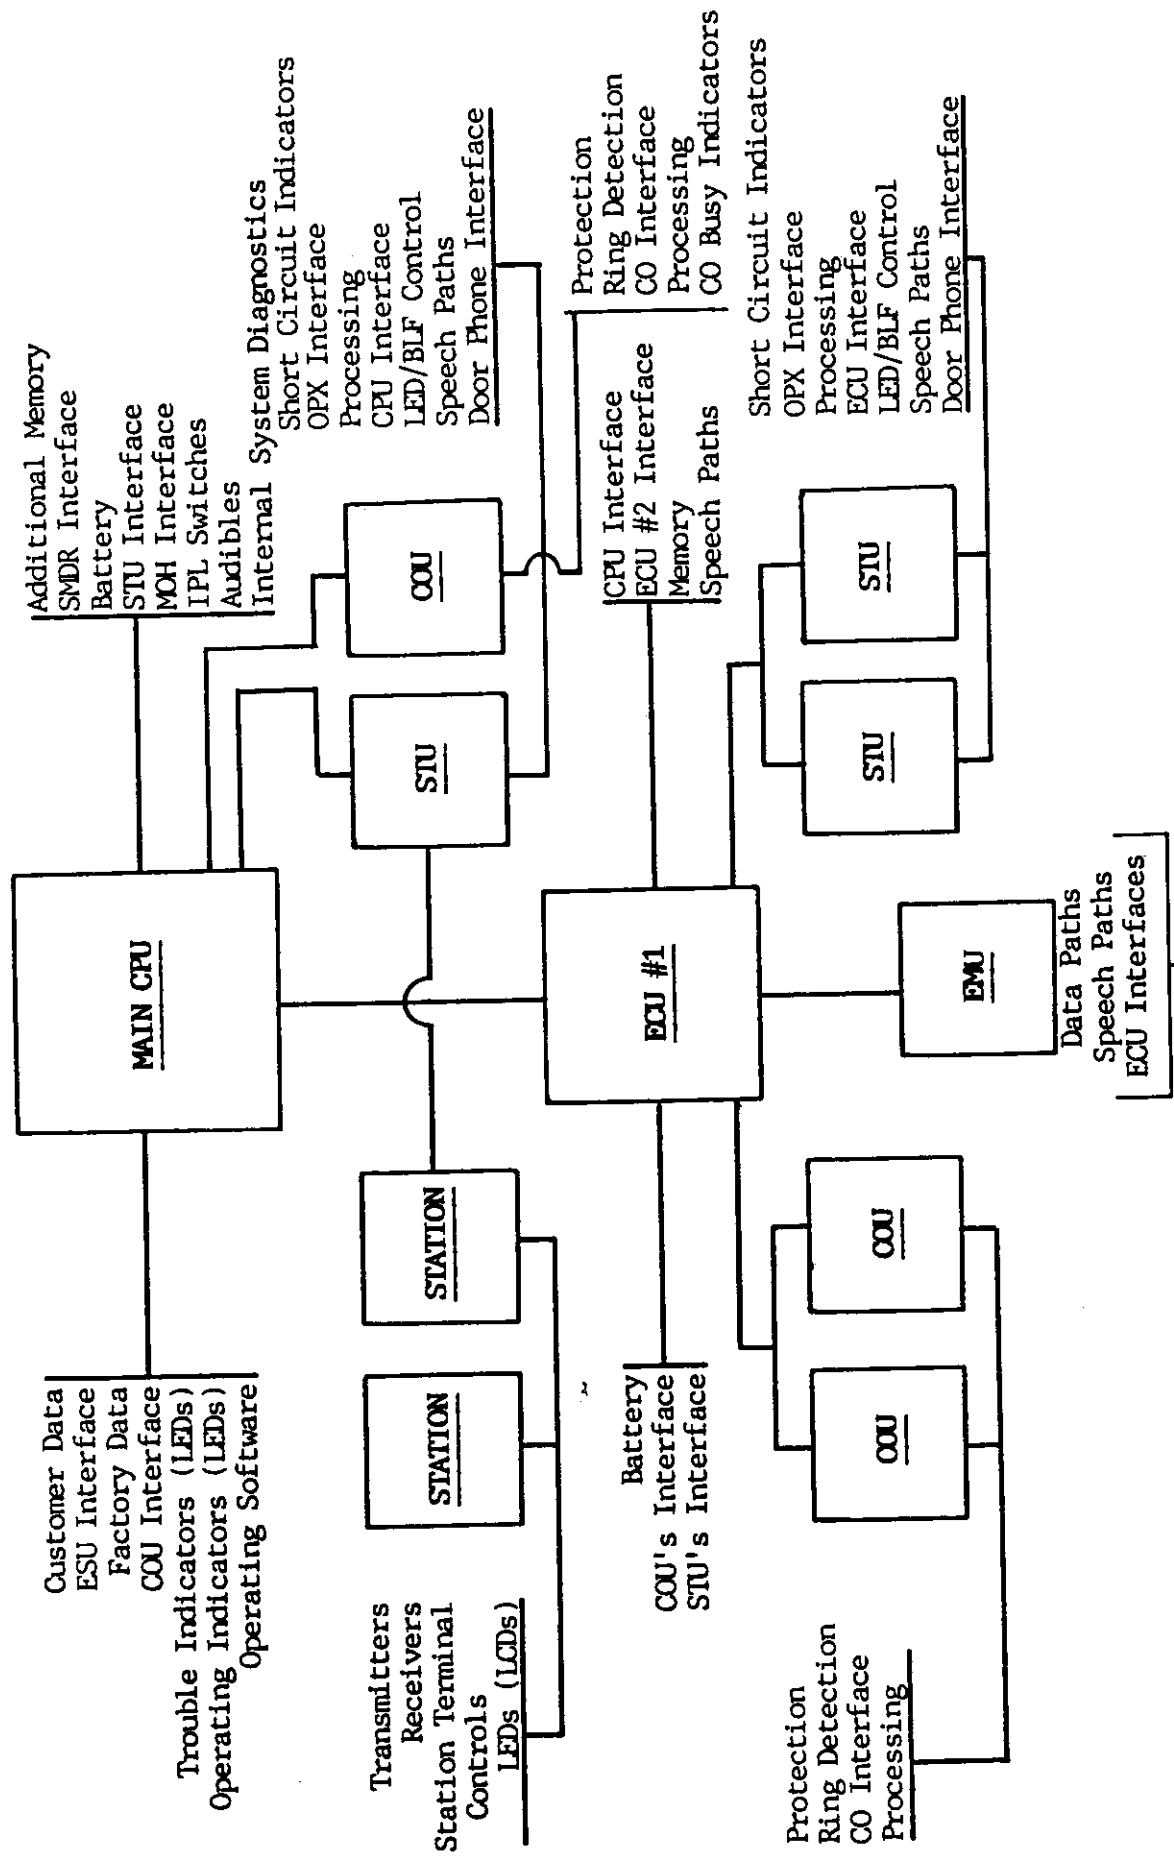 Customer Data
ESU Interface
Factory Data
COU Interface
Trouble Indicators (LEDs)
Operating Indicators (LEDs)
Operating Software
MAIN CPU
Additional Memory
SMDR Interface
Battery
STU Interface
MOH Interface
IPL Switches
Audibles
Internal System Diagnostics
Transmitters
Receivers
Station Terminal
Controls
LEDs (LCDs)
STATION
STATION
STU
COU
Short Circuit Indicators
OPX Interface
Processing
CPU Interface
LED/BLF Control
Speech Paths
Door Phone Interface
Protection
Ring Detection
CO Interface
Processing
CO Busy Indicators
Battery
COU's Interface
STU's Interface
ECU #1
CPU Interface
ECU #2 Interface
Memory
Speech Paths
Protection
Ring Detection
CO Interface
Processing
COU
COU
EMU
Data Paths
Speech Paths
ECU Interfaces
STU
STU
Short Circuit Indicators
OPX Interface
Processing
ECU Interface
LED/BLF Control
Speech Paths
Door Phone Interface